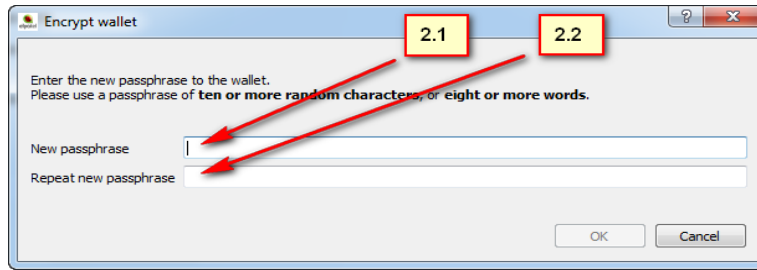 Encrypt wallet
2.1
2.2
Enter the new passphrase to the wallet.
Please use a passphrase of ten or more random characters, or eight or more words.
New passphrase
Repeat new passphrase
OK
Cancel